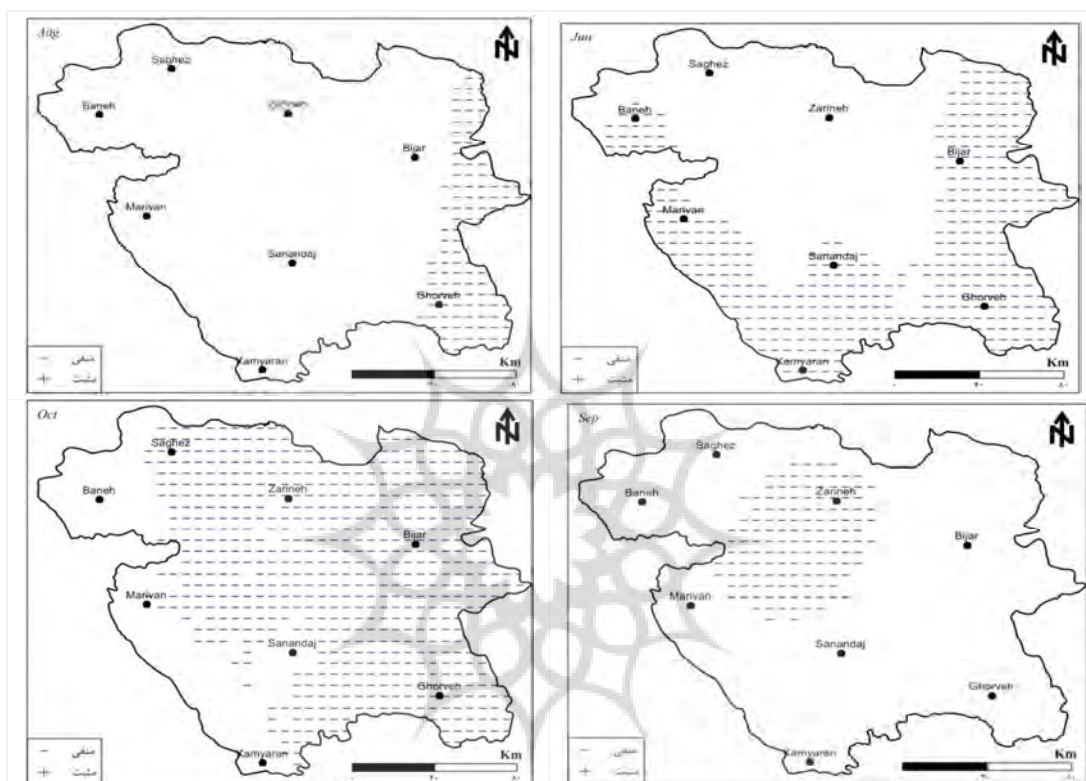 Aug
Saghez
Baneh
Bijar
Marivan
Sanandaj
Ghorveh
Kamyaran
Km
− منفی
+ مثبت
Jun
Saghez
Baneh
Zarineh
Bijar
Marivan
Sanandaj
Ghorveh
Kamyaran
Km
− منفی
+ مثبت
Oct
Saghez
Baneh
Zarineh
Bijar
Marivan
Sanandaj
Ghorveh
Kamyaran
Km
− منفی
+ مثبت
Sep
Saghez
Baneh
Zarineh
Bijar
Marivan
Sanandaj
Ghorveh
Kamyaran
Km
− منفی
+ مثبت